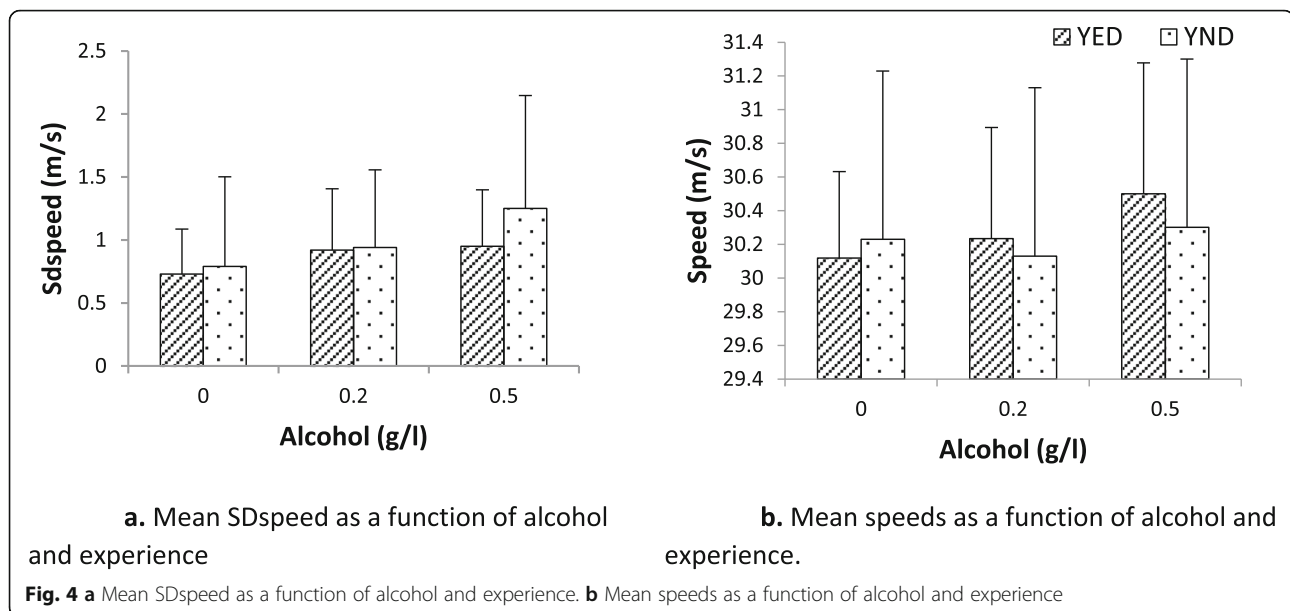 2.5
2
1.5
1
0.5
0
Sdspeed (m/s)
0 0.2 0.5
Alcohol (g/l)
a. Mean SDspeed as a function of alcohol
and experience
YED YND
31.4
31.2
31
30.8
30.6
30.4
30.2
30
29.8
29.6
29.4
Speed (m/s)
0 0.2 0.5
Alcohol (g/l)
b. Mean speeds as a function of alcohol and
experience.
Fig. 4 a Mean SDspeed as a function of alcohol and experience. b Mean speeds as a function of alcohol and experience